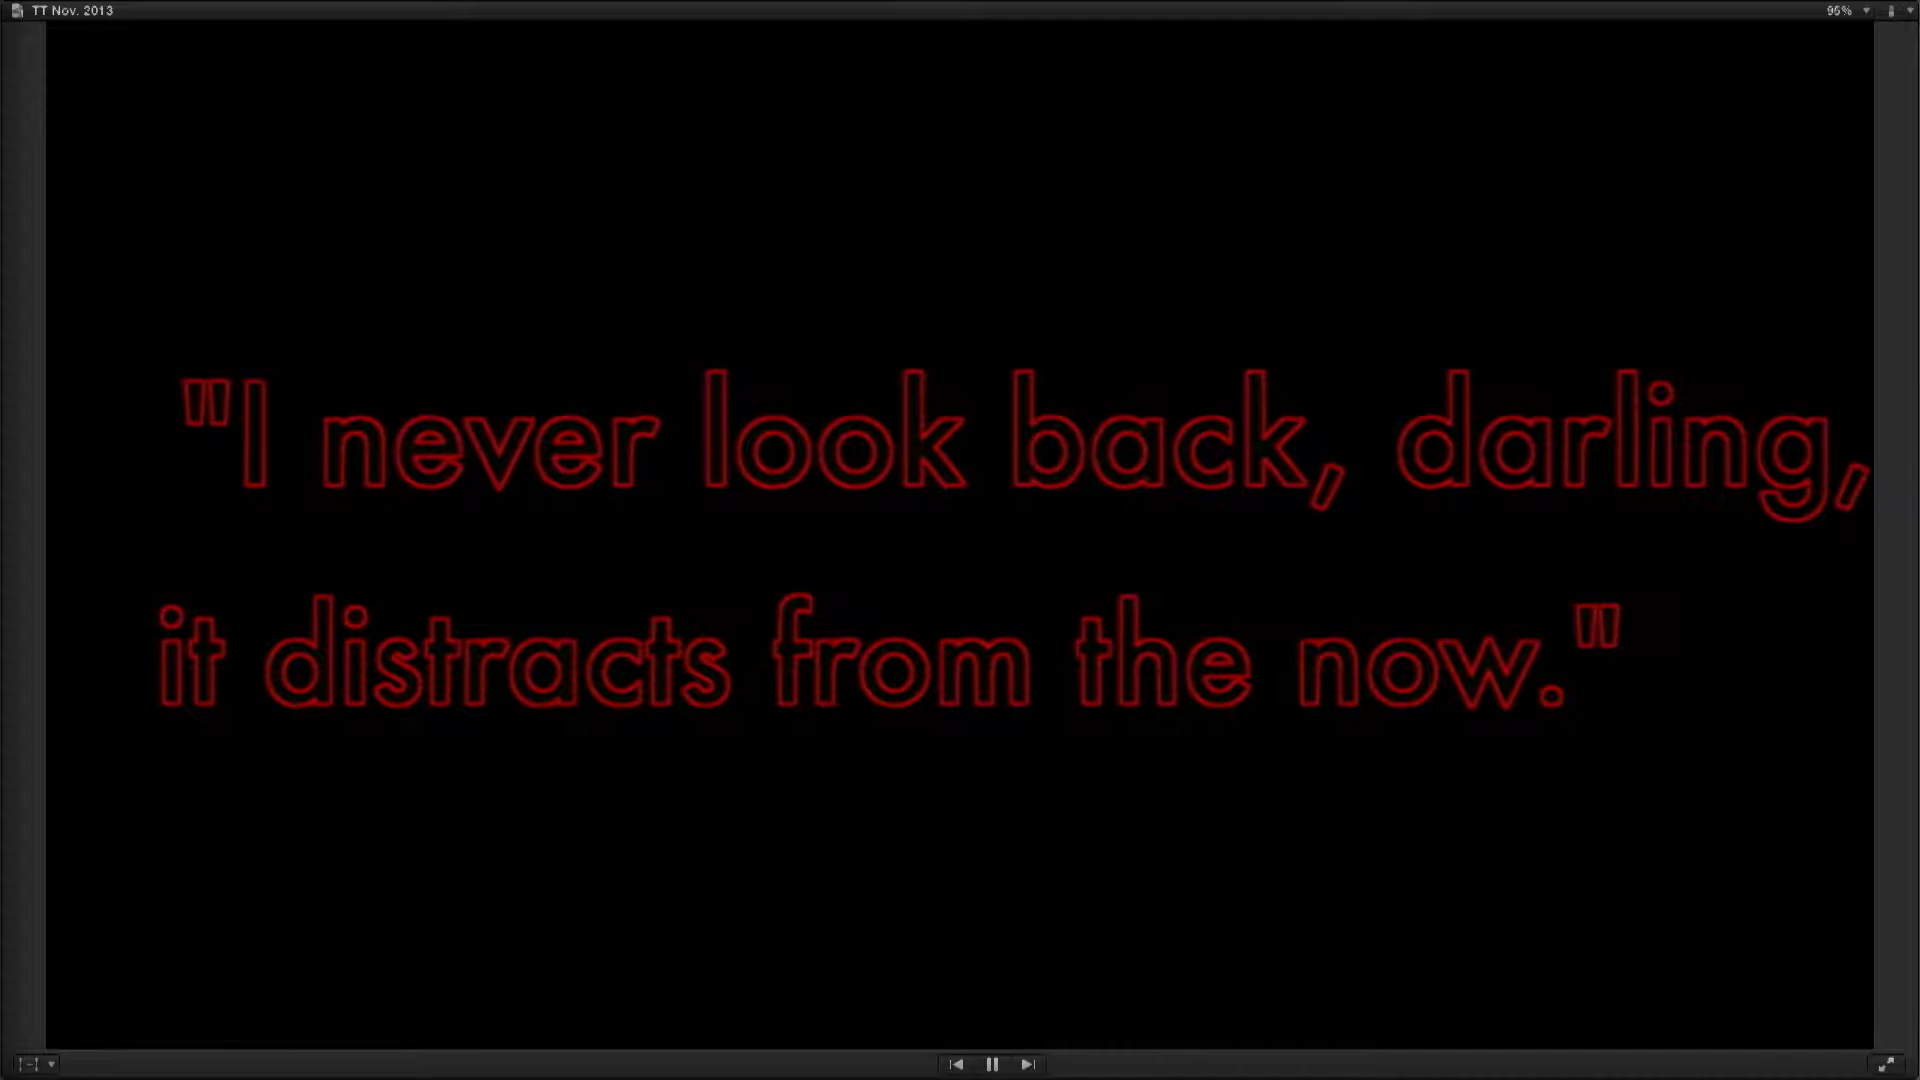 TT Nov. 2013
95%
"I never look back, darling,
it distracts from the now."